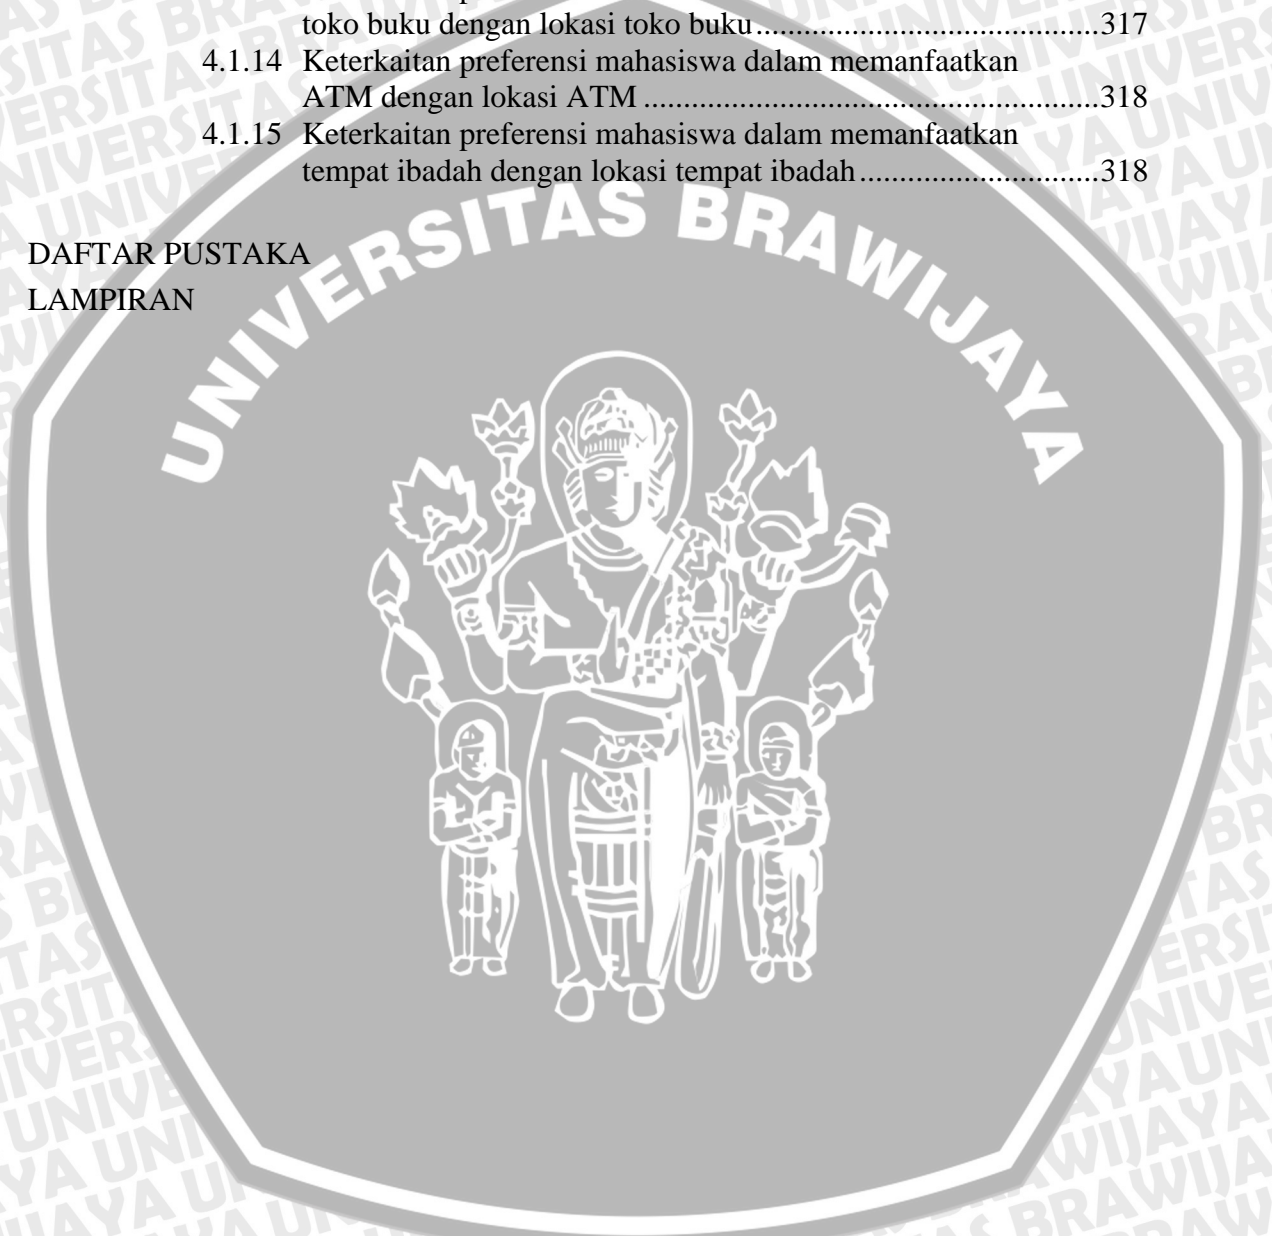 toko buku dengan lokasi toko buku...........................................317
4.1.14 Keterkaitan preferensi mahasiswa dalam memanfaatkan
ATM dengan lokasi ATM.........................................................318
4.1.15 Keterkaitan preferensi mahasiswa dalam memanfaatkan
tempat ibadah dengan lokasi tempat ibadah..............................318
UNIVERSITAS BRAWIJAYA
DAFTAR PUSTAKA
LAMPIRAN